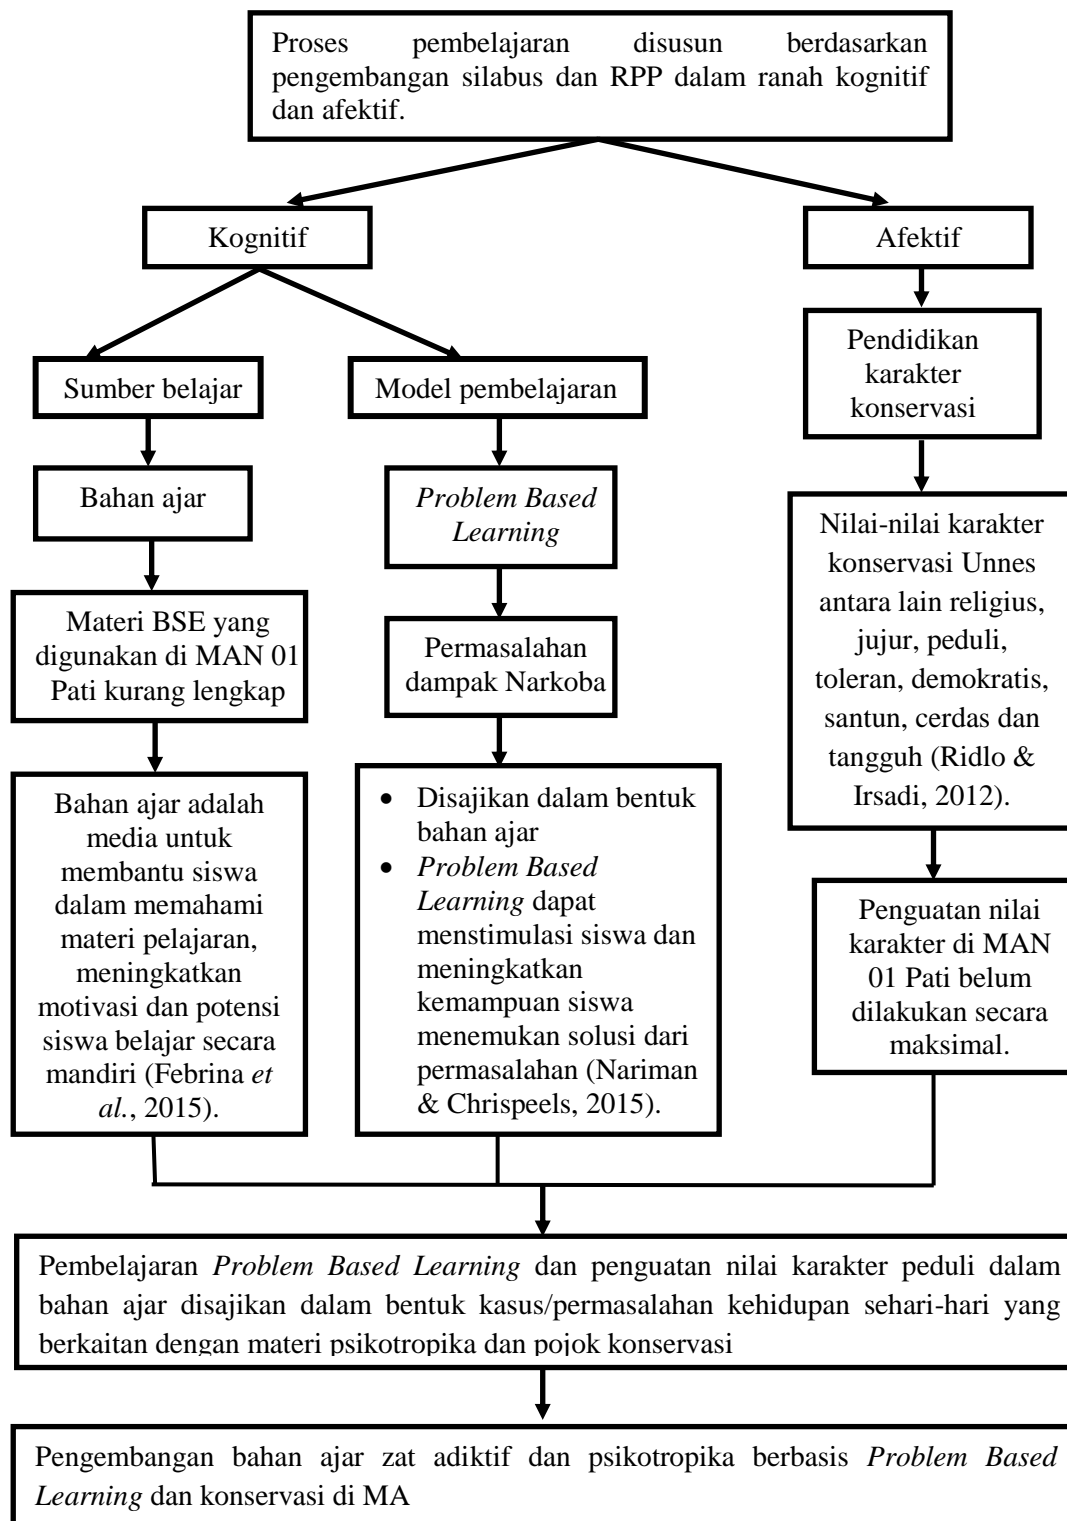 Proses pembelajaran disusun berdasarkan
pengembangan silabus dan RPP dalam ranah kognitif
dan afektif.
Kognitif
Afektif
Sumber belajar
Model pembelajaran
Pendidikan
karakter
konservasi
Bahan ajar
Problem Based
Learning
Nilai-nilai karakter
konservasi Unnes
antara lain religius,
jujur, peduli,
toleran, demokratis,
santun, cerdas dan
tangguh (Ridlo &
Irsadi, 2012).
Materi BSE yang
digunakan di MAN 01
Pati kurang lengkap
Permasalahan
dampak Narkoba
Bahan ajar adalah
media untuk
membantu siswa
dalam memahami
materi pelajaran,
meningkatkan
motivasi dan potensi
siswa belajar secara
mandiri (Febrina et
al., 2015).
• Disajikan dalam bentuk
bahan ajar
• Problem Based
Learning dapat
menstimulasi siswa dan
meningkatkan
kemampuan siswa
menemukan solusi dari
permasalahan (Nariman
& Chrispeels, 2015).
Penguatan nilai
karakter di MAN
01 Pati belum
dilakukan secara
maksimal.
Pembelajaran Problem Based Learning dan penguatan nilai karakter peduli dalam
bahan ajar disajikan dalam bentuk kasus/permasalahan kehidupan sehari-hari yang
berkaitan dengan materi psikotropika dan pojok konservasi
Pengembangan bahan ajar zat adiktif dan psikotropika berbasis Problem Based
Learning dan konservasi di MA